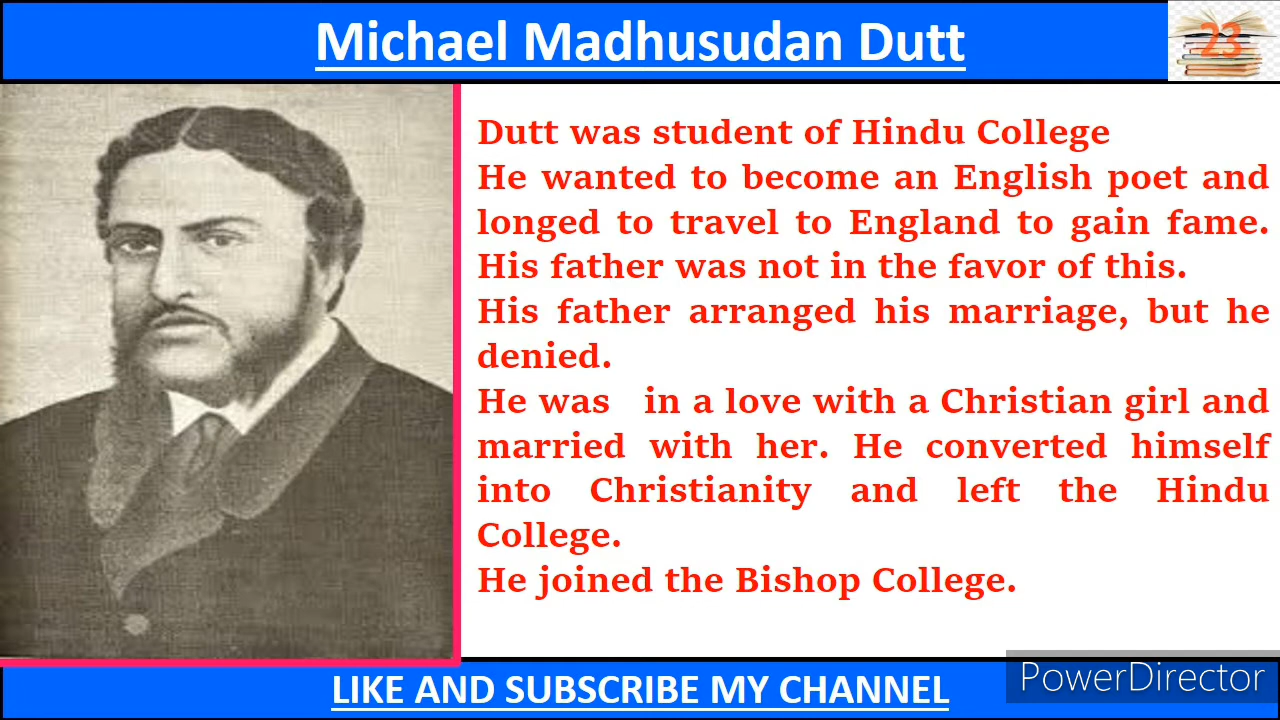 Michael Madhusudan Dutt
23
Dutt was student of Hindu College
He wanted to become an English poet and
longed to travel to England to gain fame.
His father was not in the favor of this.
His father arranged his marriage, but he
denied.
He was in a love with a Christian girl and
married with her. He converted himself
into Christianity and left the Hindu
College.
He joined the Bishop College.
PowerDirector
LIKE AND SUBSCRIBE MY CHANNEL